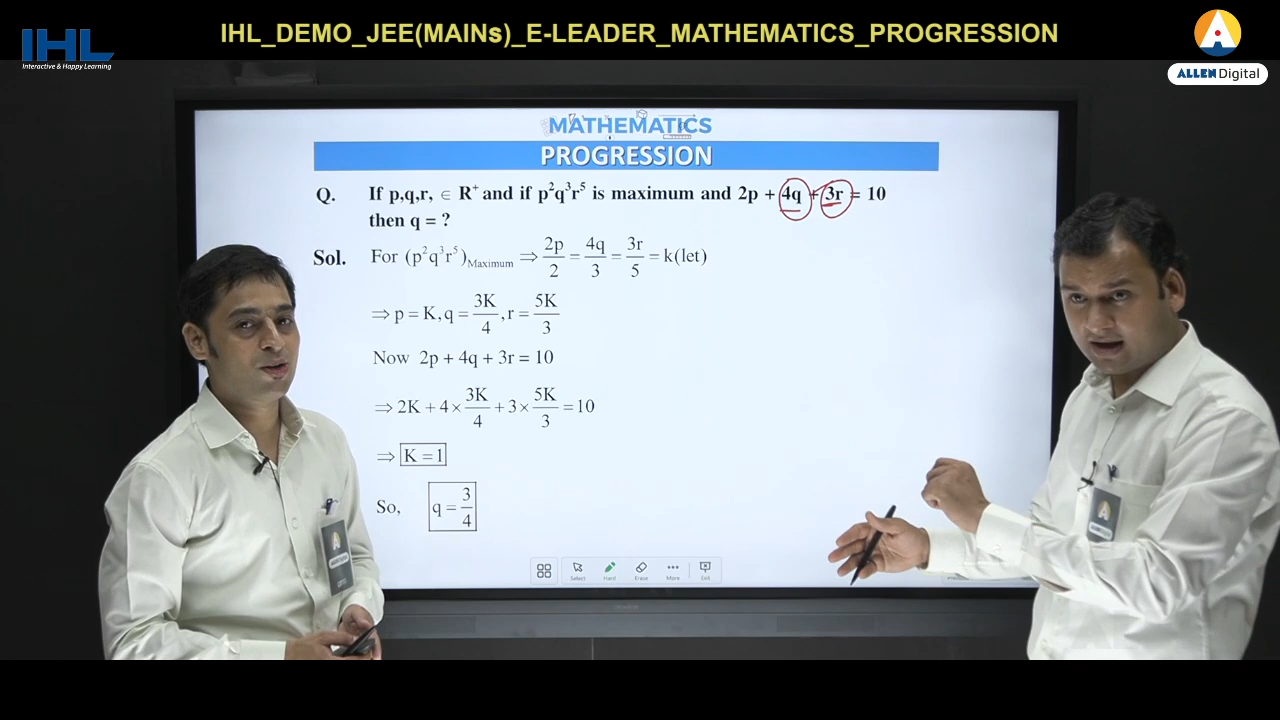 IHL_DEMO_JEE(MAINs)_E-LEADER_MATHEMATICS_PROGRESSION
IHL
Interactive & Happy Learning
ALLEN Digital
MATHEMATICS
PROGRESSION
Q. If p,q,r, ∈ R⁺ and if p²q³r⁵ is maximum and 2p + 4q + 3r = 10
then q = ?
Sol. For (p²q³r⁵)Maximum ⇒ 2p/2 = 4q/3 = 3r/5 = k(let)
⇒ p = K, q = 3K/4, r = 5K/3
Now 2p + 4q + 3r = 10
⇒ 2K + 4 × 3K/4 + 3 × 5K/3 = 10
⇒ K = 1
So, q = 3/4
Select Hard Erase More Exit